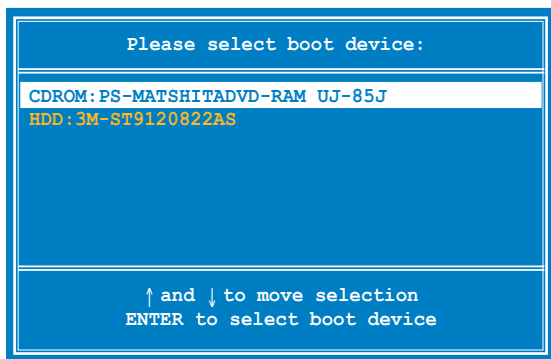 Please select boot device:
CDROM:PS-MATSHITADVD-RAM UJ-85J
HDD:3M-ST9120822AS
↑ and ↓ to move selection
ENTER to select boot device